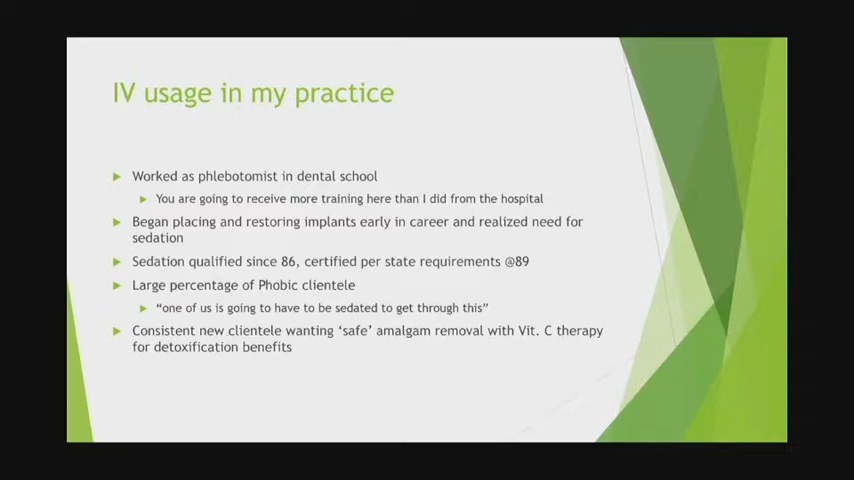 IV usage in my practice
Worked as phlebotomist in dental school
You are going to receive more training here than I did from the hospital
Began placing and restoring implants early in career and realized need for
sedation
Sedation qualified since 86, certified per state requirements @89
Large percentage of Phobic clientele
“one of us is going to have to be sedated to get through this”
Consistent new clientele wanting ‘safe’ amalgam removal with Vit. C therapy
for detoxification benefits